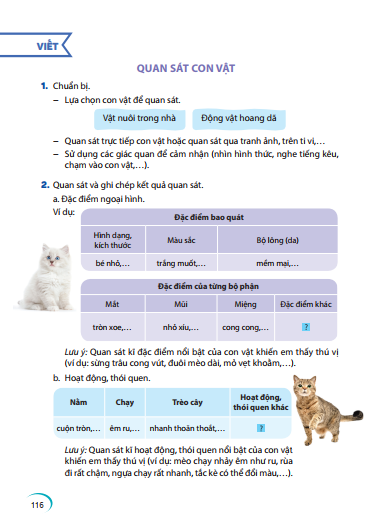 VIẾT
QUAN SÁT CON VẬT
1. Chuẩn bị.
– Lựa chọn con vật để quan sát.
Vật nuôi trong nhà
Động vật hoang dã
– Quan sát trực tiếp con vật hoặc quan sát qua tranh ảnh, trên ti vi,...
– Sử dụng các giác quan để cảm nhận (nhìn hình thức, nghe tiếng kêu,
chạm vào con vật,...).
2. Quan sát và ghi chép kết quả quan sát.
a. Đặc điểm ngoại hình.
Ví dụ:
Đặc điểm bao quát
Hình dạng, kích thước Màu sắc Bộ lông (da)
bé nhỏ,... trắng muốt,... mềm mại,...
Đặc điểm của từng bộ phận
Mắt Mũi Miệng Đặc điểm khác
tròn xoe,... nhỏ xíu,... cong cong,... ?
Lưu ý: Quan sát kĩ đặc điểm nổi bật của con vật khiến em thấy thú vị
(ví dụ: sừng trâu cong vút, đuôi mèo dài, mỏ vẹt khoằm,...).
b. Hoạt động, thói quen.
Nằm Chạy Trèo cây Hoạt động, thói quen khác
cuộn tròn,... êm ru,... nhanh thoăn thoắt,... ?
Lưu ý: Quan sát kĩ hoạt động, thói quen nổi bật của con vật
khiến em thấy thú vị (ví dụ: mèo chạy nhảy êm như ru, rùa
đi rất chậm, ngựa chạy rất nhanh, tắc kè có thể đổi màu,...).
116